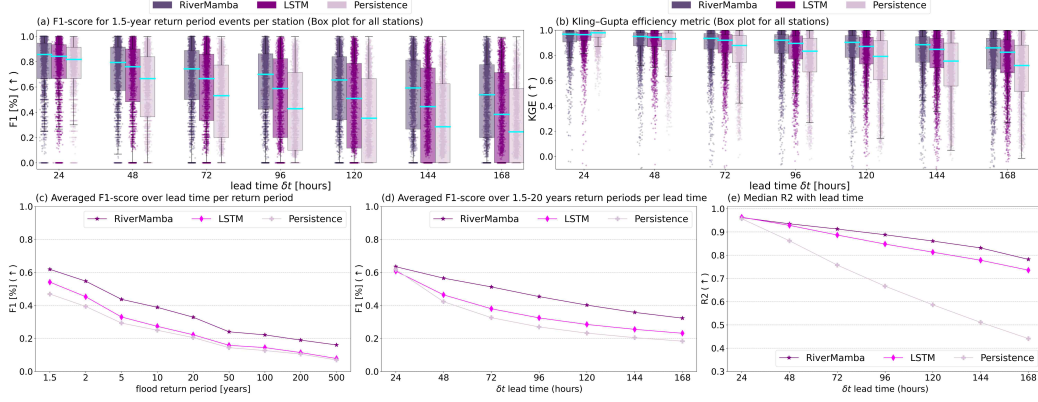 RiverMamba LSTM Persistence
(a) F1-score for 1.5-year return period events per station (Box plot for all stations)
F1 [%] (↑)
1.0
0.8
0.6
0.4
0.2
0.0
24 48 72 96 120 144 168
lead time δt [hours]
RiverMamba LSTM Persistence
(b) Kling–Gupta efficiency metric (Box plot for all stations)
KGE (↑)
1.0
0.8
0.6
0.4
0.2
0.0
24 48 72 96 120 144 168
lead time δt [hours]
(c) Averaged F1-score over lead time per return period
RiverMamba LSTM Persistence
F1 [%] (↑)
1.0
0.8
0.6
0.4
0.2
0.0
1.5 2 5 10 20 50 100 200 500
flood return period [years]
(d) Averaged F1-score over 1.5-20 years return periods per lead time
RiverMamba LSTM Persistence
F1 [%] (↑)
1.0
0.8
0.6
0.4
0.2
0.0
24 48 72 96 120 144 168
δt lead time (hours)
(e) Median R2 with lead time
R2 (↑)
1.0
0.9
0.8
0.7
0.6
0.5
0.4
0.3
RiverMamba LSTM Persistence
24 48 72 96 120 144 168
δt lead time (hours)